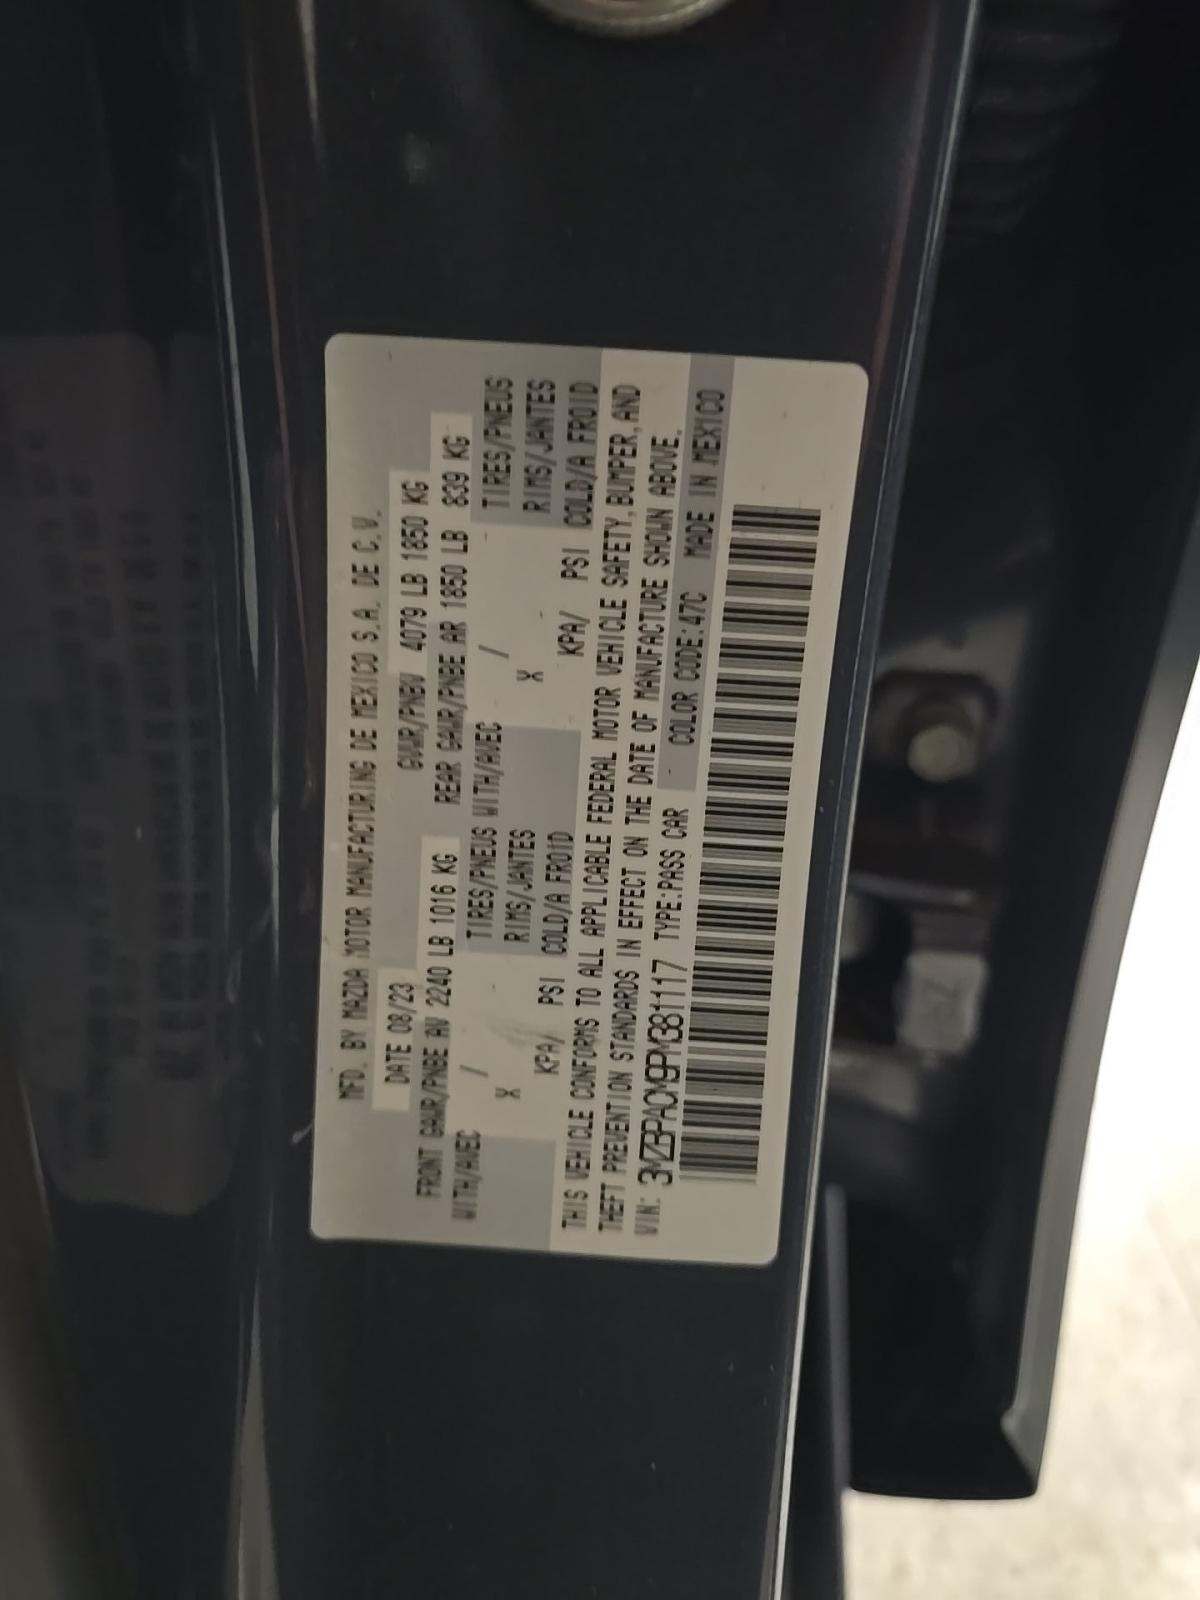 MFD. BY MAZDA MOTOR MANUFACTURING DE MEXICO S.A. DE C.V.
DATE 08/23 GVWR/PNBV 4079 LB 1850 KG
FRONT GAWR/PNBE AV 2240 LB 1016 KG REAR GAWR/PNBE AR 1850 LB 839 KG
WITH/AVEC / TIRES/PNEUS WITH/AVEC / TIRES/PNEUS
X RIMS/JANTES X RIMS/JANTES
KPA/ PSI COLD/A FROID KPA/ PSI COLD/A FROID
THIS VEHICLE CONFORMS TO ALL APPLICABLE FEDERAL MOTOR VEHICLE SAFETY, BUMPER, AND
THEFT PREVENTION STANDARDS IN EFFECT ON THE DATE OF MANUFACTURE SHOWN ABOVE.
VIN: 3MZBPACM9PM381117 TYPE:PASS CAR COLOR CODE:47C MADE IN MEXICO